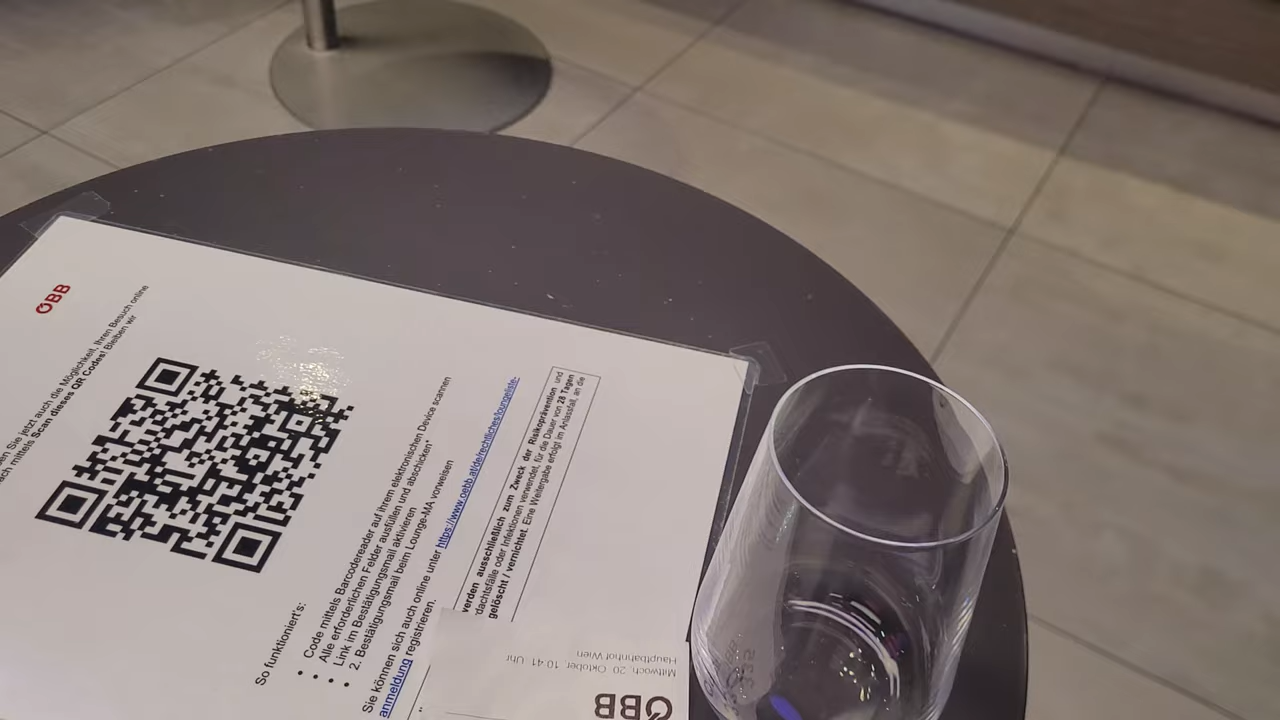 ÖBB
en Sie jetzt auch die Möglichkeit, Ihren Besuch online
ach mittels Scan dieses QR Codes! Bleiben wir
So funktioniert's:
• Code mittels Barcodereader auf Ihrem elektronischen Device scannen
• Alle erforderlichen Felder ausfüllen und abschicken*
• Link im Bestätigungsmail aktivieren
• 2. Bestätigungsmail beim Lounge-MA vorweisen
Sie können sich auch online unter https://www.oebb.at/de/rechtliches/loungeliste-
anmeldung registrieren.
werden ausschließlich zum Zweck der Risikoprävention und
dachtsfälle oder Infektionen verwendet, für die Dauer von 28 Tagen
gelöscht / vernichtet. Eine Weitergabe erfolgt im Anlassfall, an die
ÖBB
Hauptbahnhof Wien
Mittwoch, 20. Oktober, 10:41 Uhr